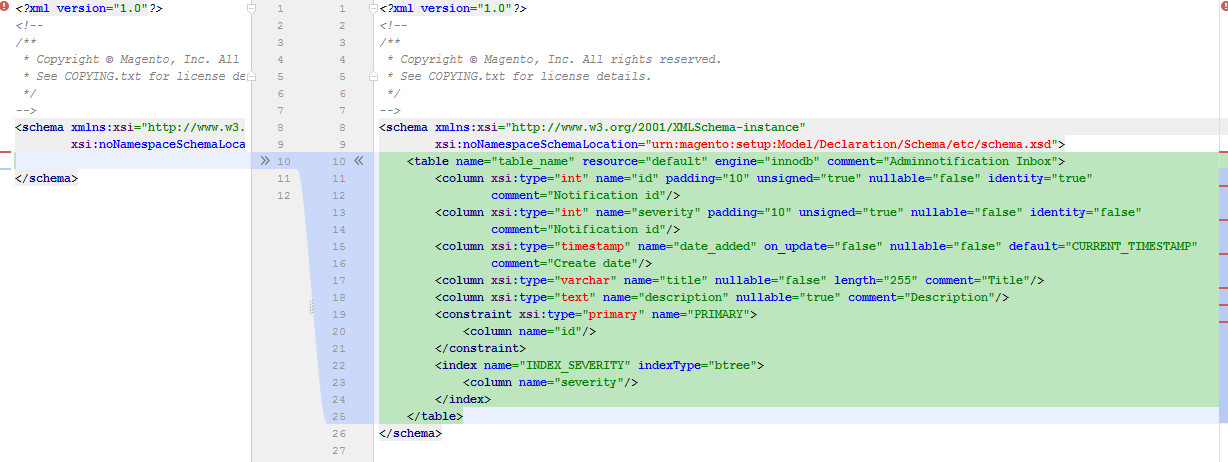 <?xml version="1.0"?>
<!--
/**
 * Copyright © Magento, Inc. All
 * See COPYING.txt for license de
 */
-->
<schema xmlns:xsi="http://www.w3.
        xsi:noNamespaceSchemaLoca

</schema>
1 1
2 2
3 3
4 4
5 5
6 6
7 7
8 8
9 9
» 10 10 «
11 11
12 12
13
14
15
16
17
18
19
20
21
22
23
24
25
26
27
<?xml version="1.0"?>
<!--
/**
 * Copyright © Magento, Inc. All rights reserved.
 * See COPYING.txt for license details.
 */
-->
<schema xmlns:xsi="http://www.w3.org/2001/XMLSchema-instance"
        xsi:noNamespaceSchemaLocation="urn:magento:setup:Model/Declaration/Schema/etc/schema.xsd">
    <table name="table_name" resource="default" engine="innodb" comment="Adminnotification Inbox">
        <column xsi:type="int" name="id" padding="10" unsigned="true" nullable="false" identity="true"
                comment="Notification id"/>
        <column xsi:type="int" name="severity" padding="10" unsigned="true" nullable="false" identity="false"
                comment="Notification id"/>
        <column xsi:type="timestamp" name="date_added" on_update="false" nullable="false" default="CURRENT_TIMESTAMP"
                comment="Create date"/>
        <column xsi:type="varchar" name="title" nullable="false" length="255" comment="Title"/>
        <column xsi:type="text" name="description" nullable="true" comment="Description"/>
        <constraint xsi:type="primary" name="PRIMARY">
            <column name="id"/>
        </constraint>
        <index name="INDEX_SEVERITY" indexType="btree">
            <column name="severity"/>
        </index>
    </table>
</schema>